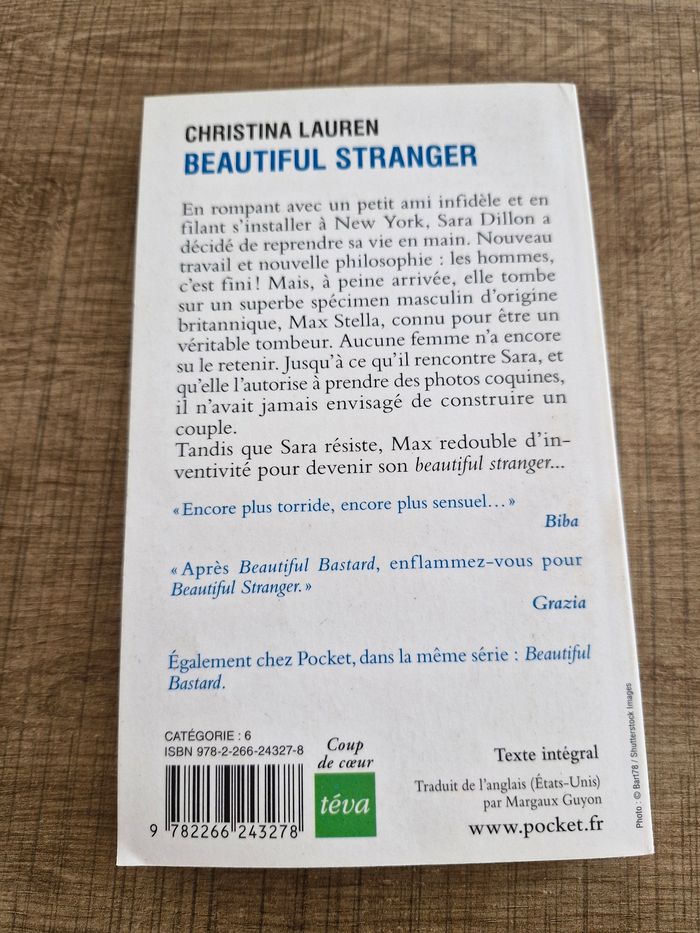 CHRISTINA LAUREN
BEAUTIFUL STRANGER
En rompant avec un petit ami infidèle et en
filant s'installer à New York, Sara Dillon a
décidé de reprendre sa vie en main. Nouveau
travail et nouvelle philosophie : les hommes,
c'est fini ! Mais, à peine arrivée, elle tombe
sur un superbe spécimen masculin d'origine
britannique, Max Stella, connu pour être un
véritable tombeur. Aucune femme n'a encore
su le retenir. Jusqu'à ce qu'il rencontre Sara, et
qu'elle l'autorise à prendre des photos coquines,
il n'avait jamais envisagé de construire un
couple.
Tandis que Sara résiste, Max redouble d'in-
ventivité pour devenir son beautiful stranger...
« Encore plus torride, encore plus sensuel... »
Biba
« Après Beautiful Bastard, enflammez-vous pour
Beautiful Stranger. »
Grazia
Également chez Pocket, dans la même série : Beautiful
Bastard.
CATÉGORIE : 6
ISBN 978-2-266-24327-8
9 782266 243278
Coup
de cœur
téva
Texte intégral
Traduit de l'anglais (États-Unis)
par Margaux Guyon
www.pocket.fr
Photo : © Bart78 / Shutterstock Images